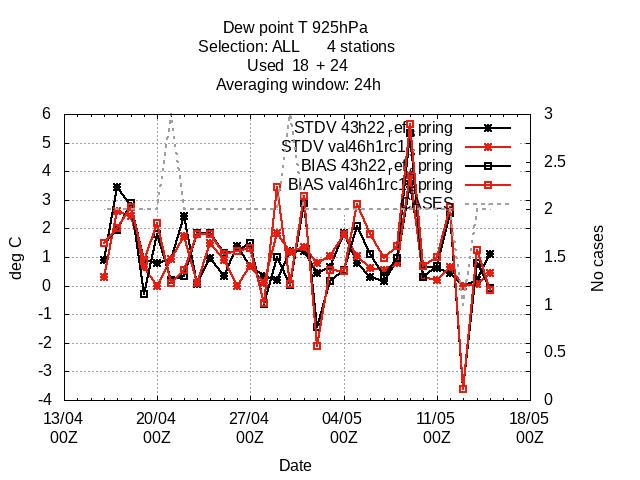 Dew point T 925hPa
Selection: ALL 4 stations
Used 18 + 24
Averaging window: 24h
6 5 4 3 2 1 0 -1 -2 -3 -4
3 2.5 2 1.5 1 0.5 0
STDV 43h22
STDV val46h1rc1 pring
BIAS 43h22
BIAS val46h1rc1 pring
deg C
No cases
13/04 20/04 27/04 04/05 11/05 18/05
00Z 00Z 00Z 00Z 00Z 00Z
Date